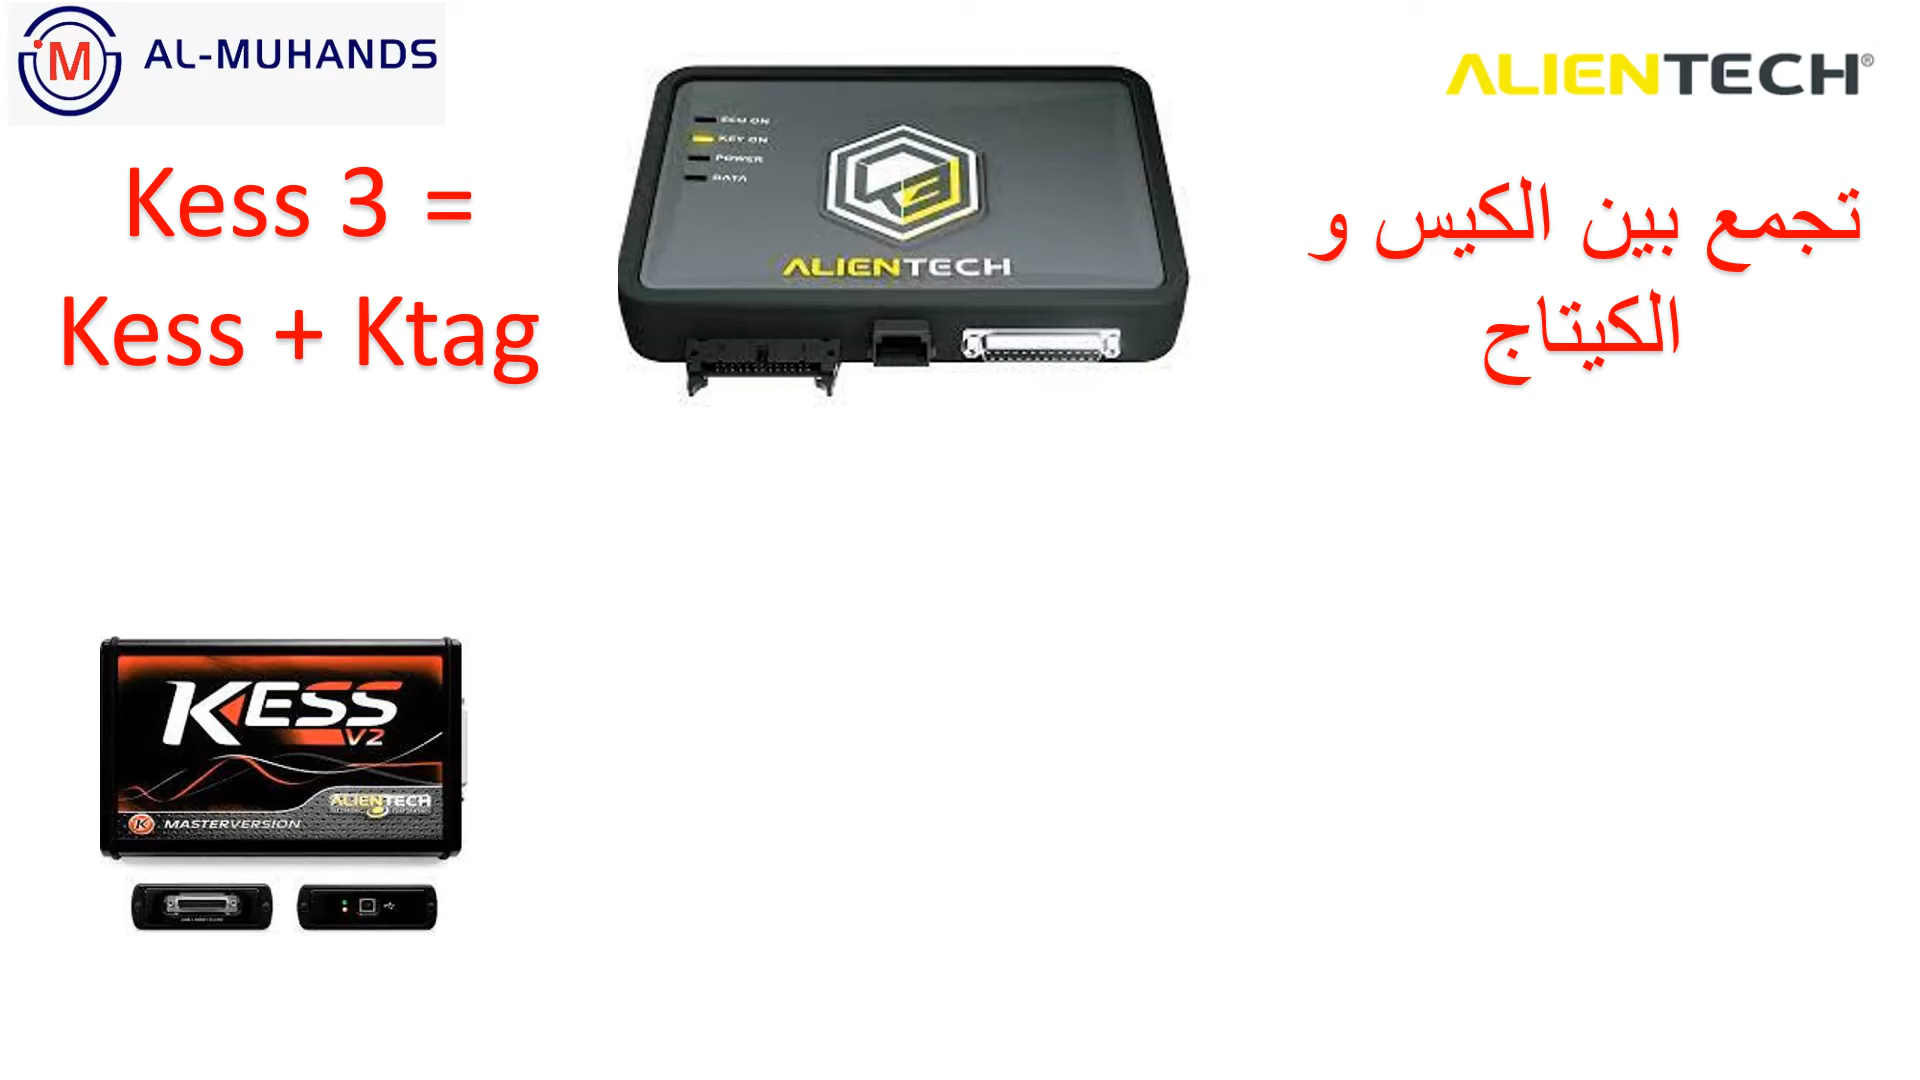 AL-MUHANDS
M
ALIENTECH®
Kess 3 =
Kess + Ktag
ECU ON
KEY ON
POWER
DATA
ALIENTECH
تجمع بين الكيس و
الكيتاج
KESS
V2
ALIENTECH
K MASTERVERSION